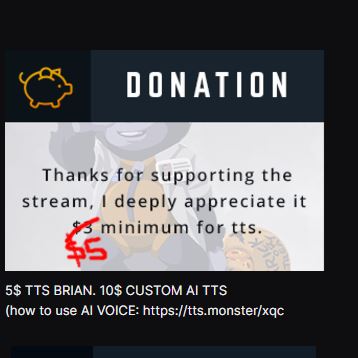 DONATION
Thanks for supporting the
stream, I deeply appreciate it
$3 minimum for tts.
$5
5$ TTS BRIAN. 10$ CUSTOM AI TTS
(how to use AI VOICE: https://tts.monster/xqc